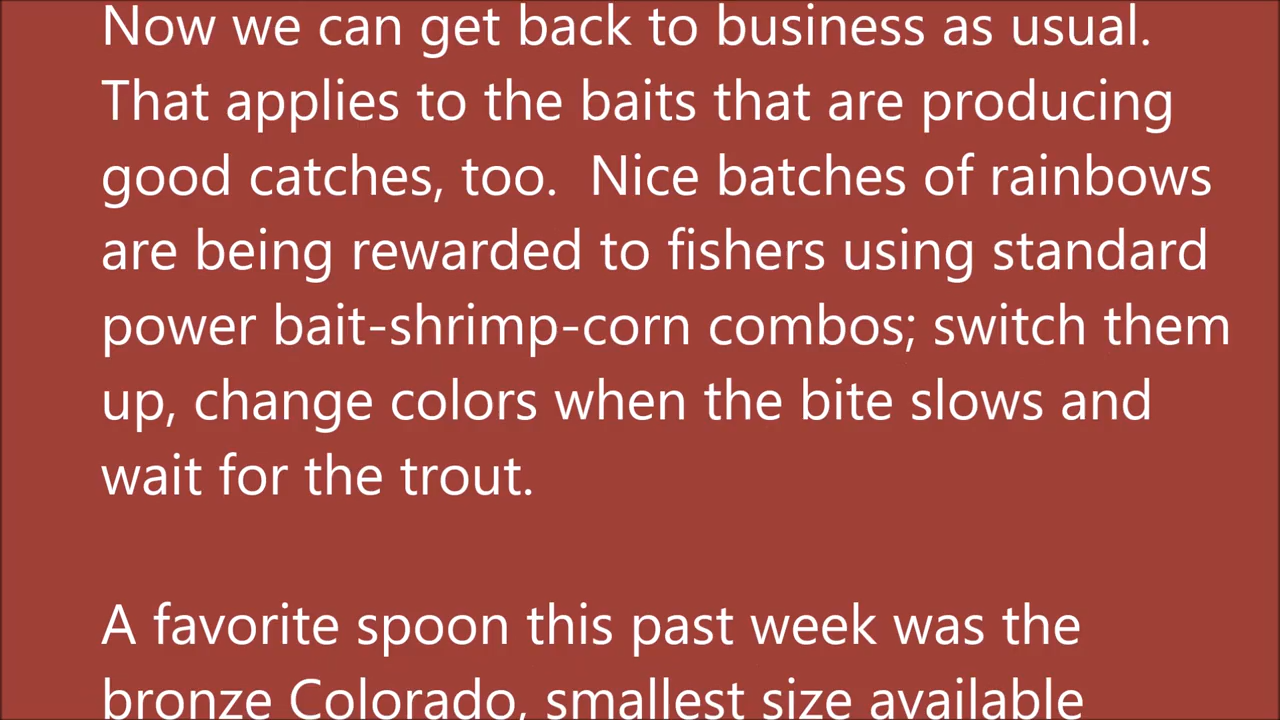 Now we can get back to business as usual.
That applies to the baits that are producing
good catches, too.  Nice batches of rainbows
are being rewarded to fishers using standard
power bait-shrimp-corn combos; switch them
up, change colors when the bite slows and
wait for the trout.
A favorite spoon this past week was the
bronze Colorado, smallest size available